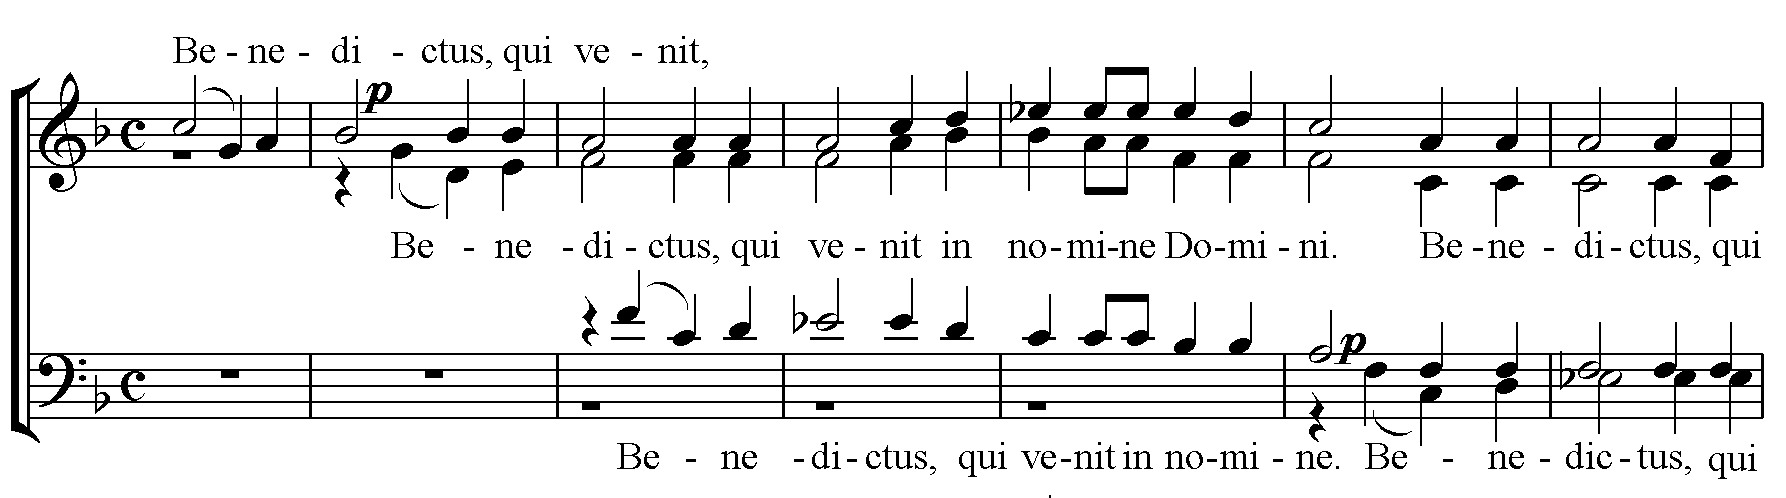 Be - ne - di - ctus, qui ve - nit,
p
Be - ne - di - ctus, qui ve - nit in no-mi-ne Do-mi - ni. Be - ne - di - ctus, qui
p
Be - ne - di - ctus, qui ve-nit in no-mi - ne. Be - ne - dic - tus, qui